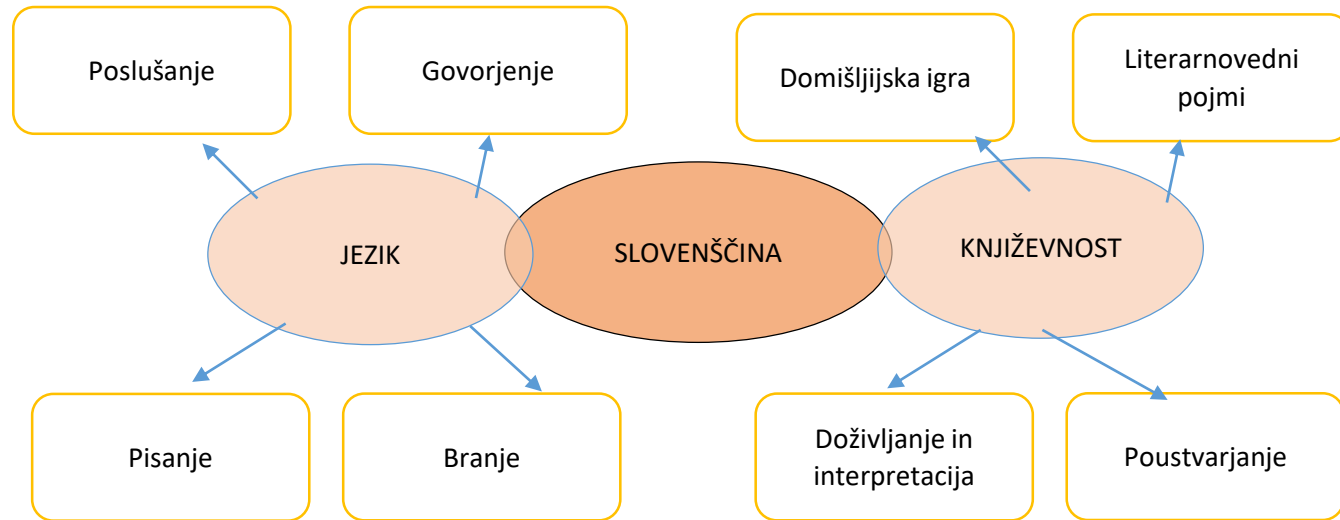 Poslušanje
Govorjenje
Domišljijska igra
Literarnovedni
pojmi
JEZIK
SLOVENŠČINA
KNJIŽEVNOST
Pisanje
Branje
Doživljanje in
interpretacija
Poustvarjanje